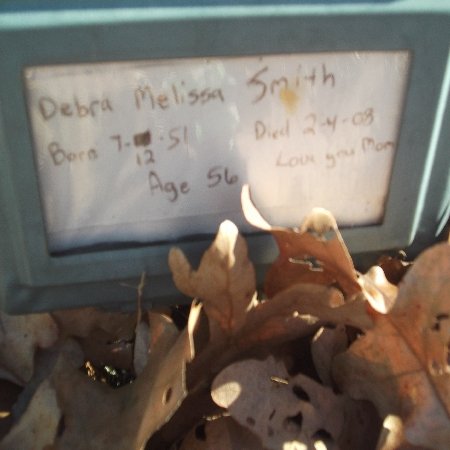 Debra Melissa Smith
Born 7-12-51 Died 2-4-08
Age 56 Love you Mom